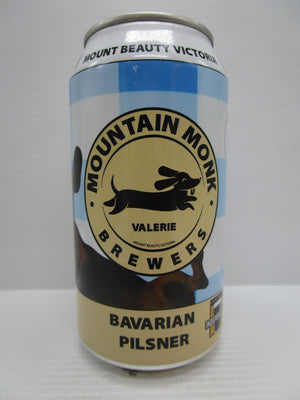 MOUNT BEAUTY VICTORIA
MOUNTAIN MONK
VALERIE
MOUNT BEAUTY, VICTORIA
BREWERS
BAVARIAN
PILSNER